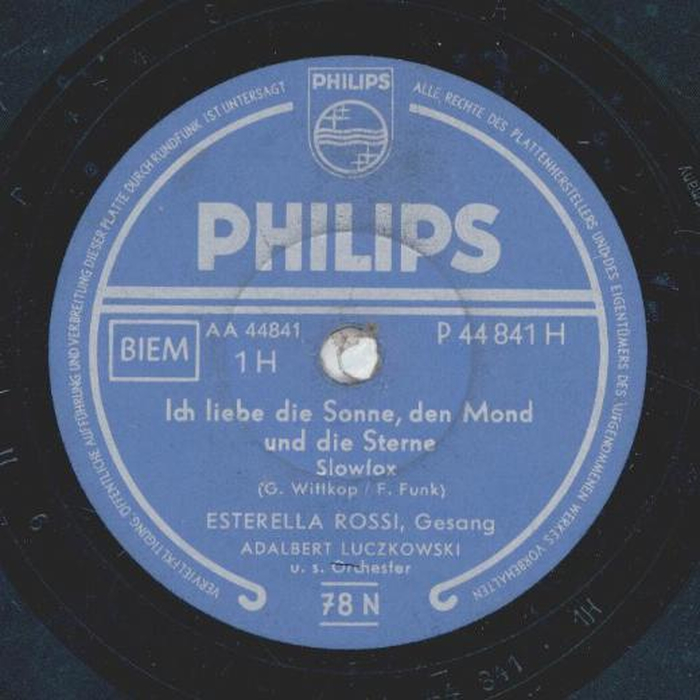 PHILIPS
ALLE RECHTE DES PLATTENHERSTELLERS UND DES EIGENTÜMERS DES AUFGENOMMENEN WERKES VORBEHALTEN
VERVIELFÄLTIGUNG, ÖFFENTLICHE AUFFÜHRUNG UND VERBREITUNG DIESER PLATTE DURCH RUNDFUNK IST UNTERSAGT
PHILIPS
BIEM
AA 44841
1 H
P 44 841 H
Ich liebe die Sonne, den Mond
und die Sterne
Slowfox
(G. Wittkop / F. Funk)
ESTERELLA ROSSI, Gesang
ADALBERT LUCZKOWSKI
u. s. Orchester
78 N
841 · 1H